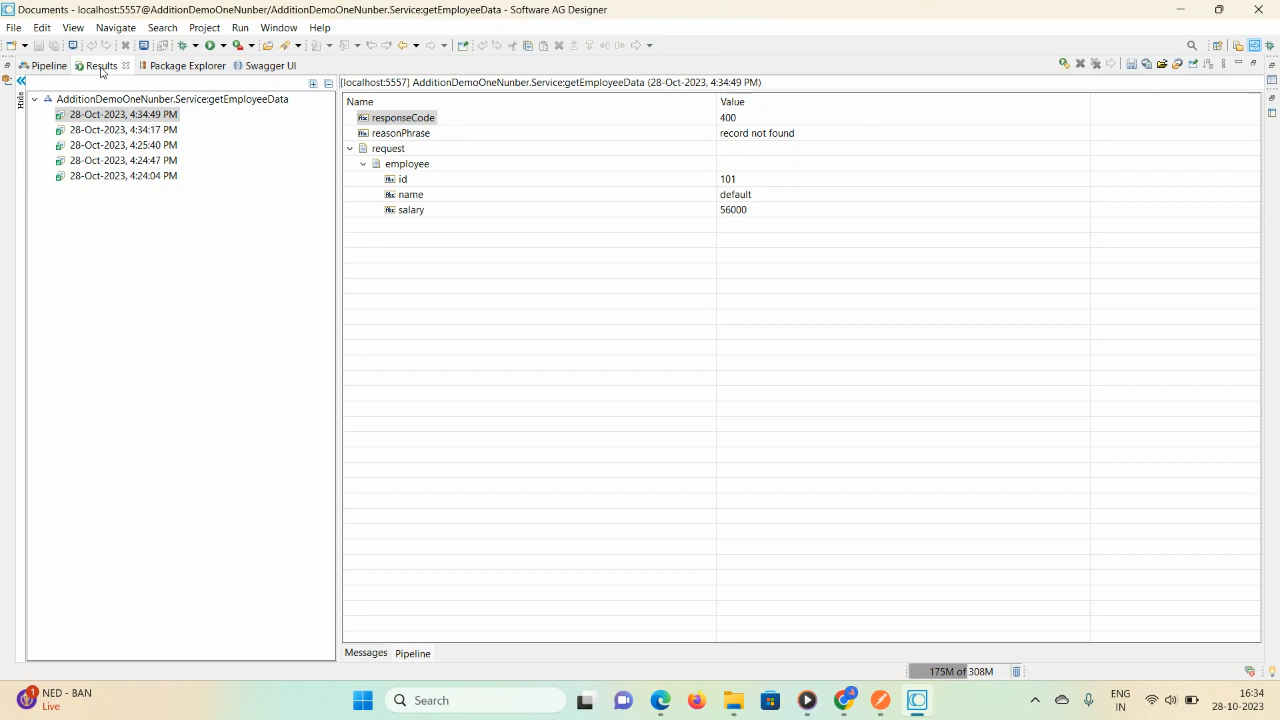 Documents - localhost:5557@AdditionDemoOneNunber/AdditionDemoOneNunber.Service:getEmployeeData - Software AG Designer
File Edit View Navigate Search Project Run Window Help
Pipeline Results Package Explorer Swagger UI
Hide
[localhost:5557] AdditionDemoOneNunber.Service:getEmployeeData (28-Oct-2023, 4:34:49 PM)
AdditionDemoOneNunber.Service:getEmployeeData
28-Oct-2023, 4:34:49 PM
28-Oct-2023, 4:34:17 PM
28-Oct-2023, 4:25:40 PM
28-Oct-2023, 4:24:47 PM
28-Oct-2023, 4:24:04 PM
Name Value
responseCode 400
reasonPhrase record not found
request
employee
id 101
name default
salary 56000
Messages Pipeline
175M of 308M
1 NED - BAN
Live
Search
4
ENG
IN
16:34
28-10-2023